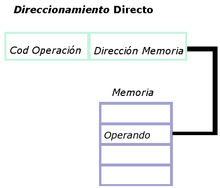 Direccionamiento Directo
Cod Operación Dirección Memoria
Memoria
Operando